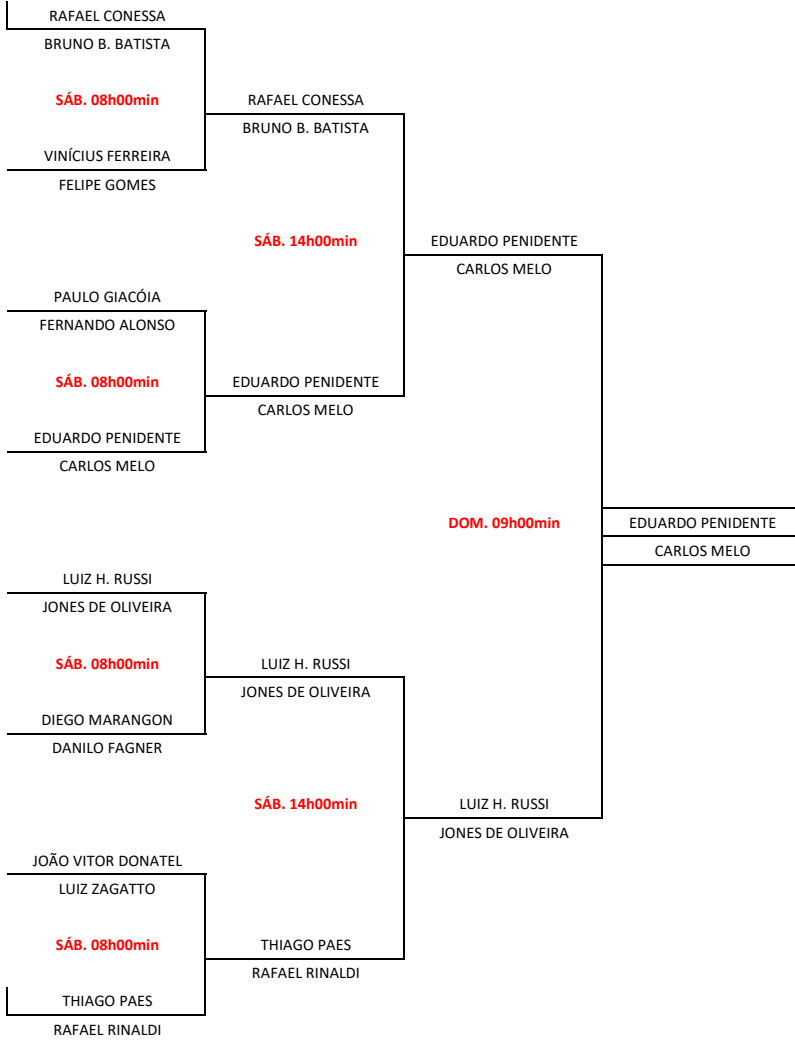 RAFAEL CONESSA
BRUNO B. BATISTA
SÁB. 08h00min
RAFAEL CONESSA
BRUNO B. BATISTA
VINÍCIUS FERREIRA
FELIPE GOMES
SÁB. 14h00min
EDUARDO PENIDENTE
CARLOS MELO
PAULO GIACÓIA
FERNANDO ALONSO
SÁB. 08h00min
EDUARDO PENIDENTE
CARLOS MELO
EDUARDO PENIDENTE
CARLOS MELO
DOM. 09h00min
EDUARDO PENIDENTE
CARLOS MELO
LUIZ H. RUSSI
JONES DE OLIVEIRA
SÁB. 08h00min
LUIZ H. RUSSI
JONES DE OLIVEIRA
DIEGO MARANGON
DANILO FAGNER
SÁB. 14h00min
LUIZ H. RUSSI
JONES DE OLIVEIRA
JOÃO VITOR DONATEL
LUIZ ZAGATTO
SÁB. 08h00min
THIAGO PAES
RAFAEL RINALDI
THIAGO PAES
RAFAEL RINALDI